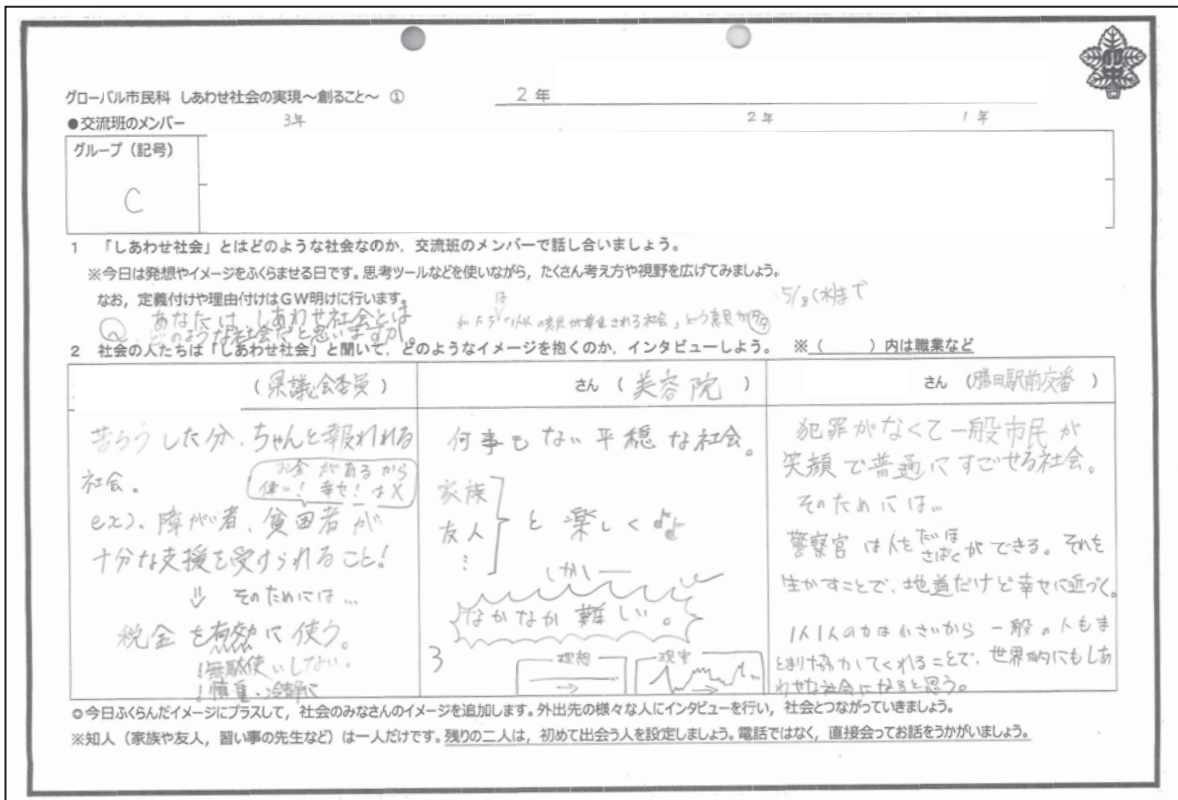 グローバル市民科 しあわせ社会の実現～創ること～ ①
2年
●交流班のメンバー
3年 2年 1年
グループ（記号）
C
1 「しあわせ社会」とはどのような社会なのか，交流班のメンバーで話し合いましょう。
※今日は発想やイメージをふくらませる日です。思考ツールなどを使いながら，たくさん考え方や視野を広げてみましょう。
なお，定義付けや理由付けはGW明けに行います。
5/8(水)まで
Q. あなたは、しあわせ社会とは
どのような社会だと思いますか。
2 社会の人たちは「しあわせ社会」と聞いて，どのようなイメージを抱くのか，インタビューしよう。 ※（ ）内は職業など
（県議会委員）
苦ろうした分、ちゃんと報われる
社会。
お金があるから
偉い！幸せ！は×
ex). 障がい者、貧困者が
十分な支援を受けられること！
⇓ そのためには…
税金を有効に使う。
！無駄使いしない。
！慎重・冷静に
さん （美容院）
何事もない平穏な社会。
家族
友人
⋮
と楽しく
しかし
なかなか難しい。
3
理想 現実
さん （勝田駅前交番）
犯罪がなくて一般市民が
笑顔で普通にすごせる社会。
そのためには…
警察官は人を たいほ さばく ができる。それを
生かすことで、地道だけど幸せに近づく。
1人1人の力は小さいから 一般の人もま
とまり協力してくれることで、世界的にもしあ
わせな社会になると思う。
◎今日ふくらんだイメージにプラスして，社会のみなさんのイメージを追加します。外出先の様々な人にインタビューを行い，社会とつながっていきましょう。
※知人（家族や友人，習い事の先生など）は一人だけです。残りの二人は，初めて出会う人を設定しましょう。電話ではなく，直接会ってお話をうかがいましょう。